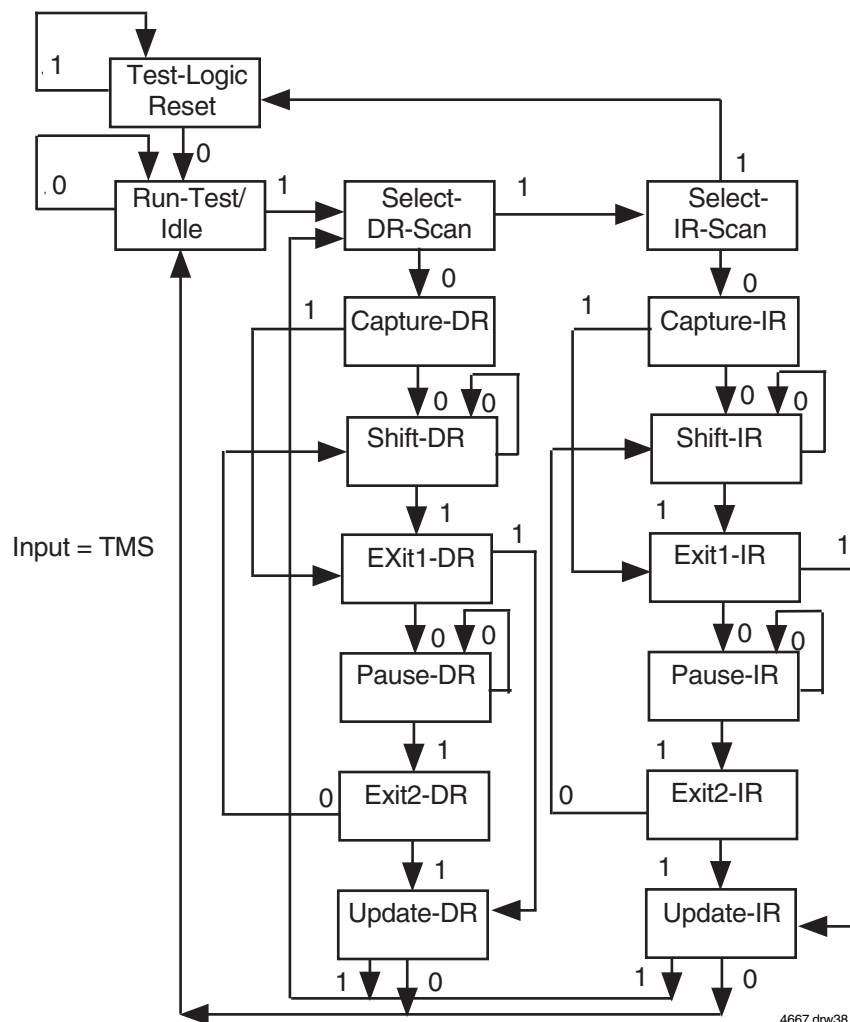 1
Test-Logic
Reset
0
1
0
Run-Test/
Idle
1
Select-
DR-Scan
1
Select-
IR-Scan
0
0
1
Capture-DR
1
Capture-IR
0
0
0
0
Shift-DR
Shift-IR
1
1
Input = TMS
EXit1-DR
1
Exit1-IR
1
0
0
0
0
Pause-DR
Pause-IR
1
1
0
Exit2-DR
0
Exit2-IR
1
1
Update-DR
Update-IR
1
0
1
0
4667 drw38